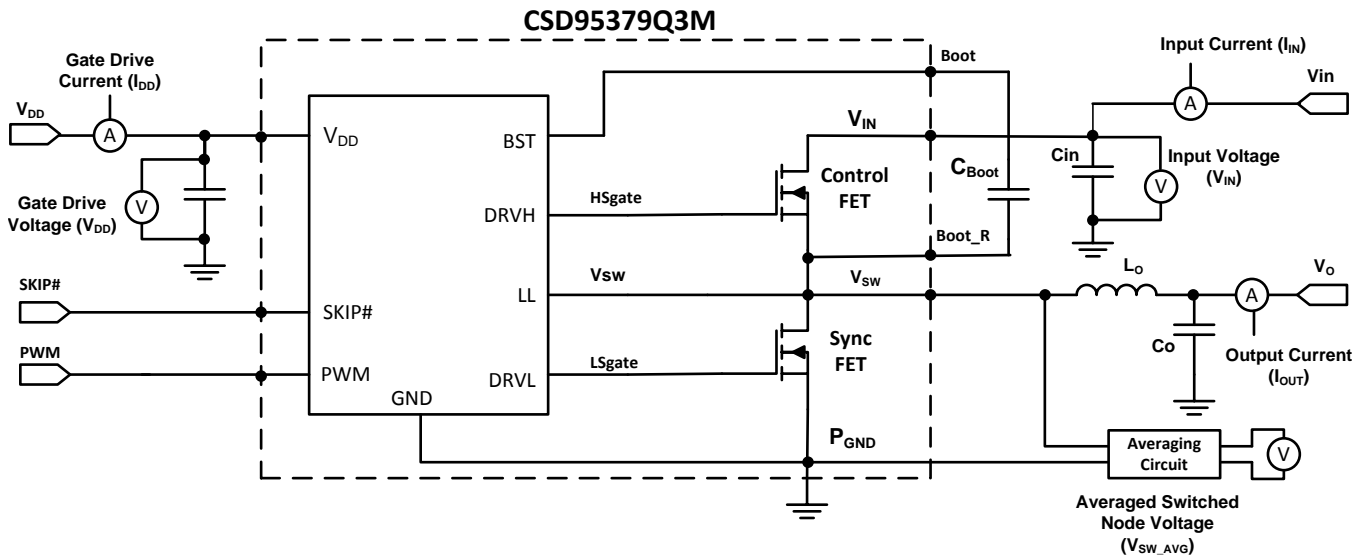 CSD95379Q3M
Gate Drive
Current (IDD)
VDD
A
V
Gate Drive
Voltage (VDD)
SKIP#
PWM
VDD
SKIP#
PWM
GND
BST
DRVH
LL
DRVL
HSgate
Vsw
LSgate
Control
FET
Sync
FET
Boot
VIN
CBoot
Boot_R
VSW
PGND
Input Current (IIN)
Vin
A
Cin
V
Input Voltage
(VIN)
LO
VO
A
Co
Output Current
(IOUT)
Averaging
Circuit
V
Averaged Switched
Node Voltage
(VSW_AVG)